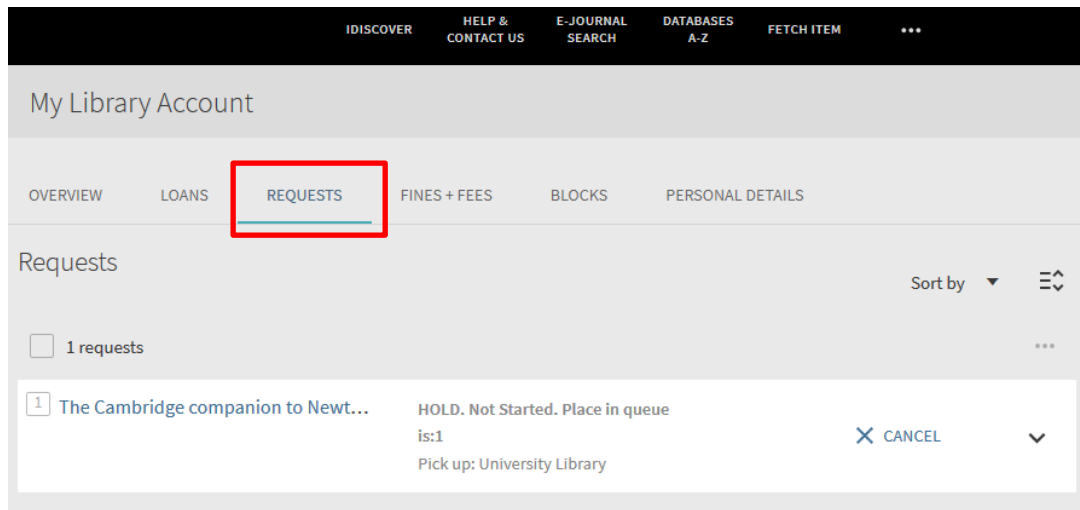 IDISCOVER
HELP &
CONTACT US
E-JOURNAL
SEARCH
DATABASES
A-Z
FETCH ITEM
•••
My Library Account
OVERVIEW LOANS REQUESTS FINES + FEES BLOCKS PERSONAL DETAILS
Requests
Sort by
1 requests
1 The Cambridge companion to Newt...
HOLD. Not Started. Place in queue
is:1
Pick up: University Library
CANCEL